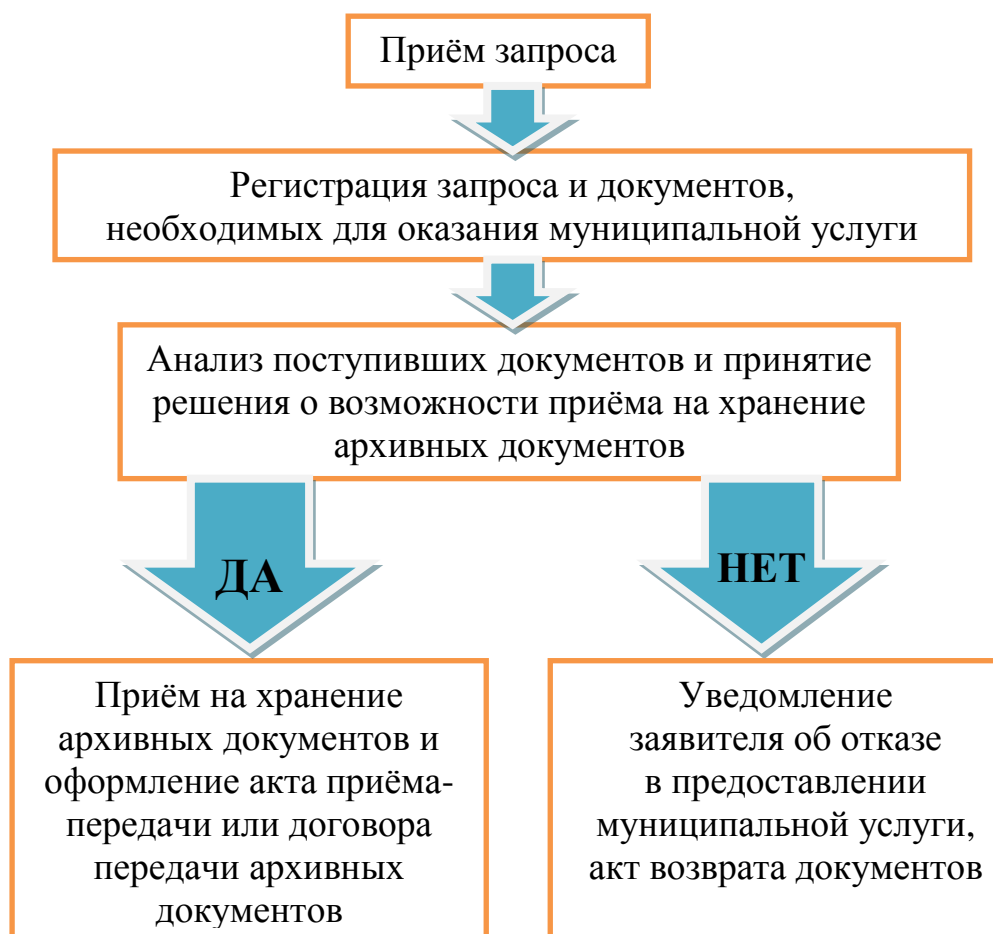 Приём запроса
Регистрация запроса и документов,
необходимых для оказания муниципальной услуги
Анализ поступивших документов и принятие
решения о возможности приёма на хранение
архивных документов
ДА
НЕТ
Приём на хранение
архивных документов и
оформление акта приёма-
передачи или договора
передачи архивных
документов
Уведомление
заявителя об отказе
в предоставлении
муниципальной услуги,
акт возврата документов